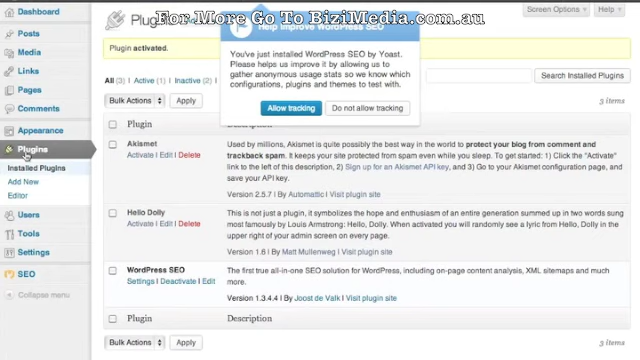 For More Go To BiziMedia.com.au
Screen Options
Help
Dashboard
Posts
Media
Links
Pages
Comments
Appearance
Plugins
Installed Plugins
Add New
Editor
Users
Tools
Settings
SEO
Collapse menu
Help improve WordPress SEO
You've just installed WordPress SEO by Yoast.
Please helps us improve it by allowing us to
gather anonymous usage stats so we know which
configurations, plugins and themes to test with.
Allow tracking
Do not allow tracking
Plugin activated.
All (3) | Active (1) | Inactive (2)
Search Installed Plugins
Bulk Actions
Apply
3 items
Plugin
Description
Akismet
Activate | Edit | Delete
Used by millions, Akismet is quite possibly the best way in the world to protect your blog from comment and
trackback spam. It keeps your site protected from spam even while you sleep. To get started: 1) Click the "Activate"
link to the left of this description, 2) Sign up for an Akismet API key, and 3) Go to your Akismet configuration page, and
save your API key.
Version 2.5.7 | By Automattic | Visit plugin site
Hello Dolly
Activate | Edit | Delete
This is not just a plugin, it symbolizes the hope and enthusiasm of an entire generation summed up in two words sung
most famously by Louis Armstrong: Hello, Dolly. When activated you will randomly see a lyric from Hello, Dolly in the
upper right of your admin screen on every page.
Version 1.6 | By Matt Mullenweg | Visit plugin site
WordPress SEO
Settings | Deactivate | Edit
The first true all-in-one SEO solution for WordPress, including on-page content analysis, XML sitemaps and much
more.
Version 1.3.4.4 | By Joost de Valk | Visit plugin site
Plugin
Description
Bulk Actions
Apply
3 items